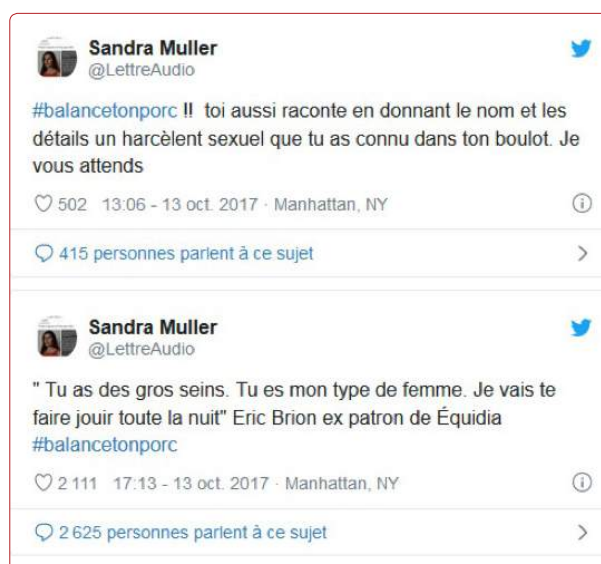 Sandra Muller
@LettreAudio
#balancetonporc !! toi aussi raconte en donnant le nom et les
détails un harcèlent sexuel que tu as connu dans ton boulot. Je
vous attends
502 13:06 - 13 oct. 2017 · Manhattan, NY
415 personnes parlent à ce sujet
Sandra Muller
@LettreAudio
" Tu as des gros seins. Tu es mon type de femme. Je vais te
faire jouir toute la nuit" Eric Brion ex patron de Équidia
#balancetonporc
2 111 17:13 - 13 oct. 2017 · Manhattan, NY
2 625 personnes parlent à ce sujet